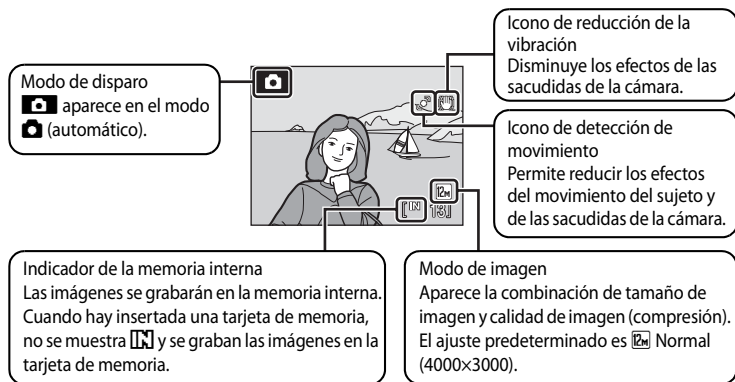 Icono de reducción de la
vibración
Disminuye los efectos de las
sacudidas de la cámara.
Modo de disparo
aparece en el modo
(automático).
Icono de detección de
movimiento
Permite reducir los efectos
del movimiento del sujeto y
de las sacudidas de la cámara.
12M
[IN 13]
Indicador de la memoria interna
Las imágenes se grabarán en la memoria interna.
Cuando hay insertada una tarjeta de memoria,
no se muestra [IN] y se graban las imágenes en la
tarjeta de memoria.
Modo de imagen
Aparece la combinación de tamaño de
imagen y calidad de imagen (compresión).
El ajuste predeterminado es 12M Normal
(4000×3000).